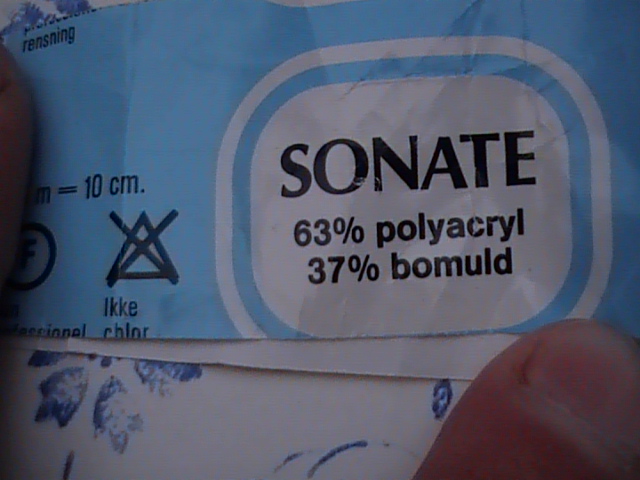 rensning
m = 10 cm.
F
Ikke
chlor
SONATE
63% polyacryl
37% bomuld